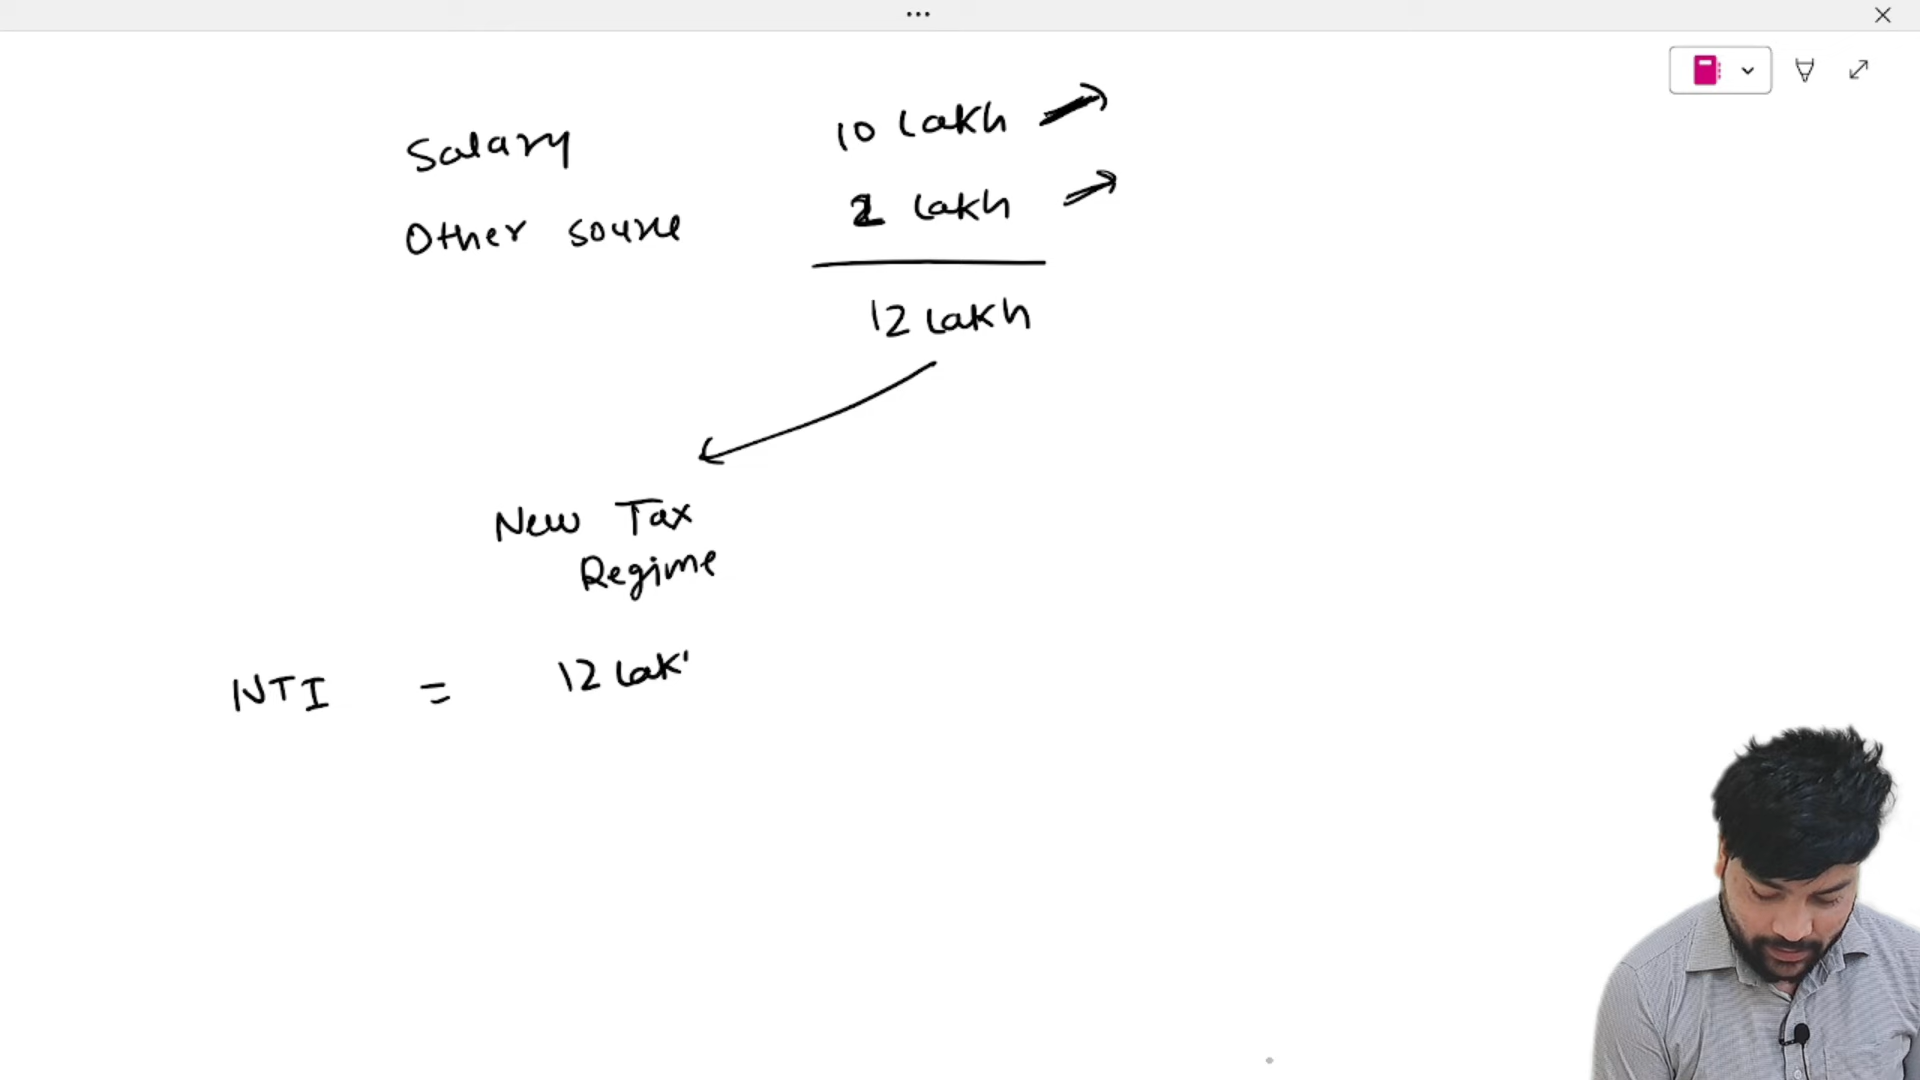 Salary 10 Lakh
Other source 2 Lakh
12 Lakh
New Tax
Regime
NTI = 12 Lak